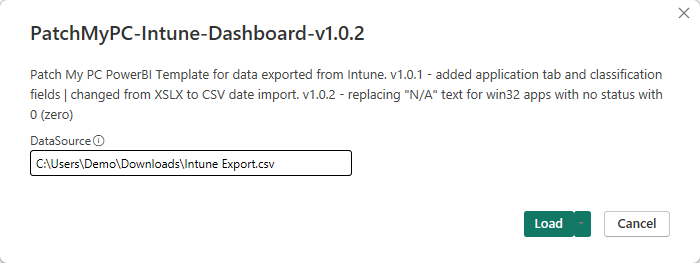 PatchMyPC-Intune-Dashboard-v1.0.2
Patch My PC PowerBI Template for data exported from Intune. v1.0.1 - added application tab and classification
fields | changed from XSLX to CSV date import. v1.0.2 - replacing "N/A" text for win32 apps with no status with
0 (zero)
DataSource
C:\Users\Demo\Downloads\Intune Export.csv
Load
Cancel